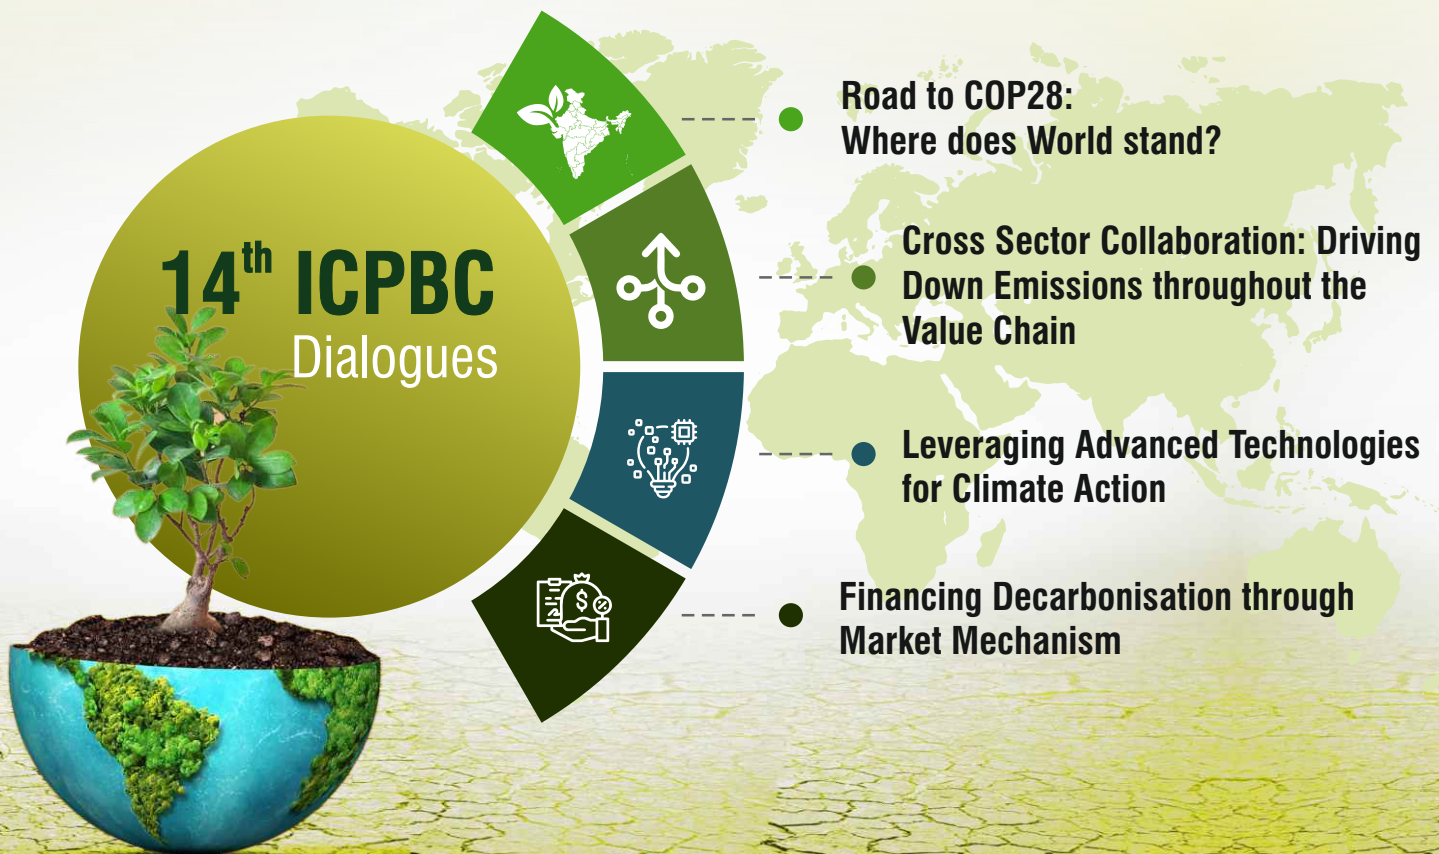 14th ICPBC
Dialogues
Road to COP28:
Where does World stand?
Cross Sector Collaboration: Driving
Down Emissions throughout the
Value Chain
Leveraging Advanced Technologies
for Climate Action
Financing Decarbonisation through
Market Mechanism